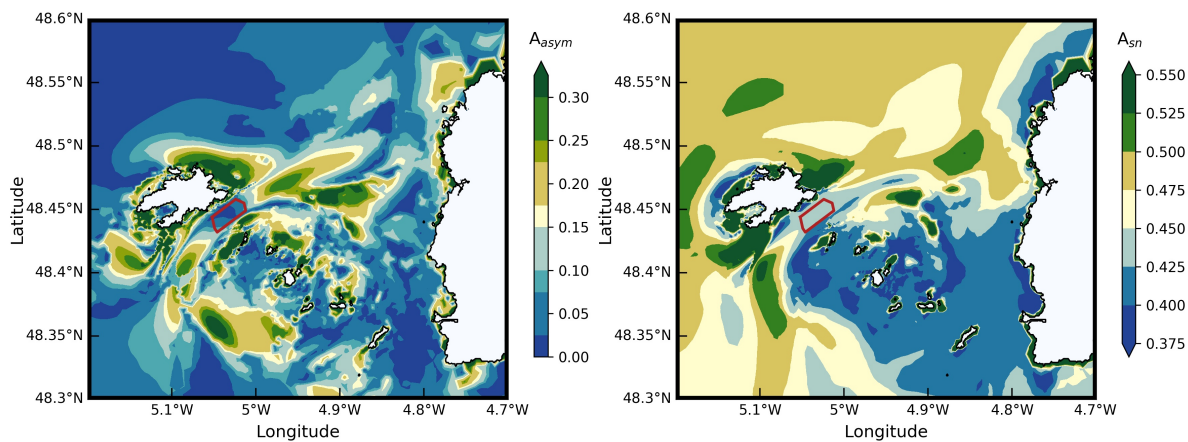 48.6°N
48.55°N
48.5°N
48.45°N
48.4°N
48.35°N
48.3°N
Latitude
5.1°W
5°W
4.9°W
4.8°W
4.7°W
Longitude
A_asym
0.30
0.25
0.20
0.15
0.10
0.05
0.00
48.6°N
48.55°N
48.5°N
48.45°N
48.4°N
48.35°N
48.3°N
Latitude
5.1°W
5°W
4.9°W
4.8°W
4.7°W
Longitude
A_sn
0.550
0.525
0.500
0.475
0.450
0.425
0.400
0.375